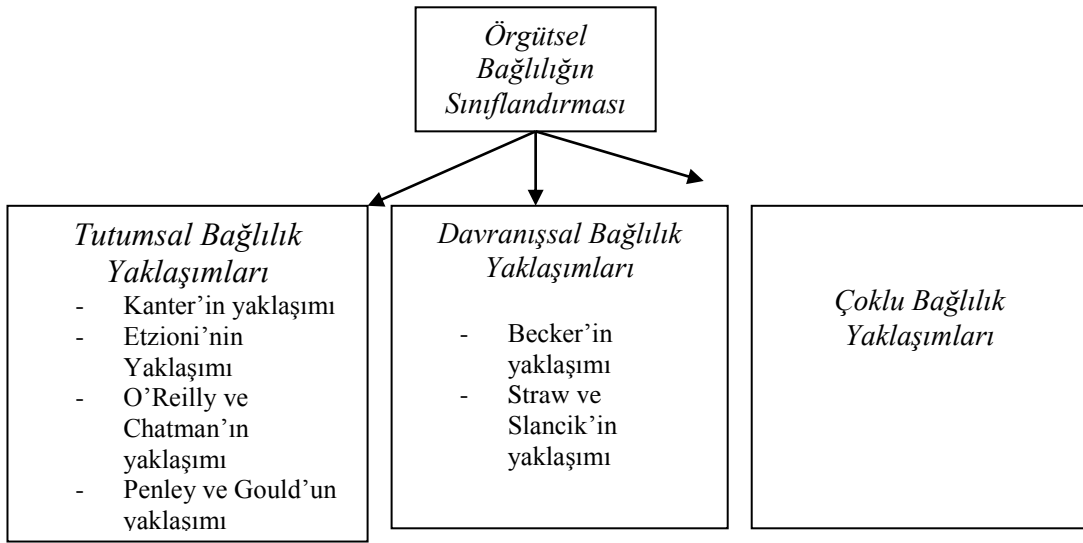 Örgütsel
Bağlılığın
Sınıflandırması
Tutumsal Bağlılık
Yaklaşımları
- Kanter’in yaklaşımı
- Etzioni’nin
Yaklaşımı
- O’Reilly ve
Chatman’ın
yaklaşımı
- Penley ve Gould’un
yaklaşımı
Davranışsal Bağlılık
Yaklaşımları
- Becker’in
yaklaşımı
- Straw ve
Slancik’in
yaklaşımı
Çoklu Bağlılık
Yaklaşımları